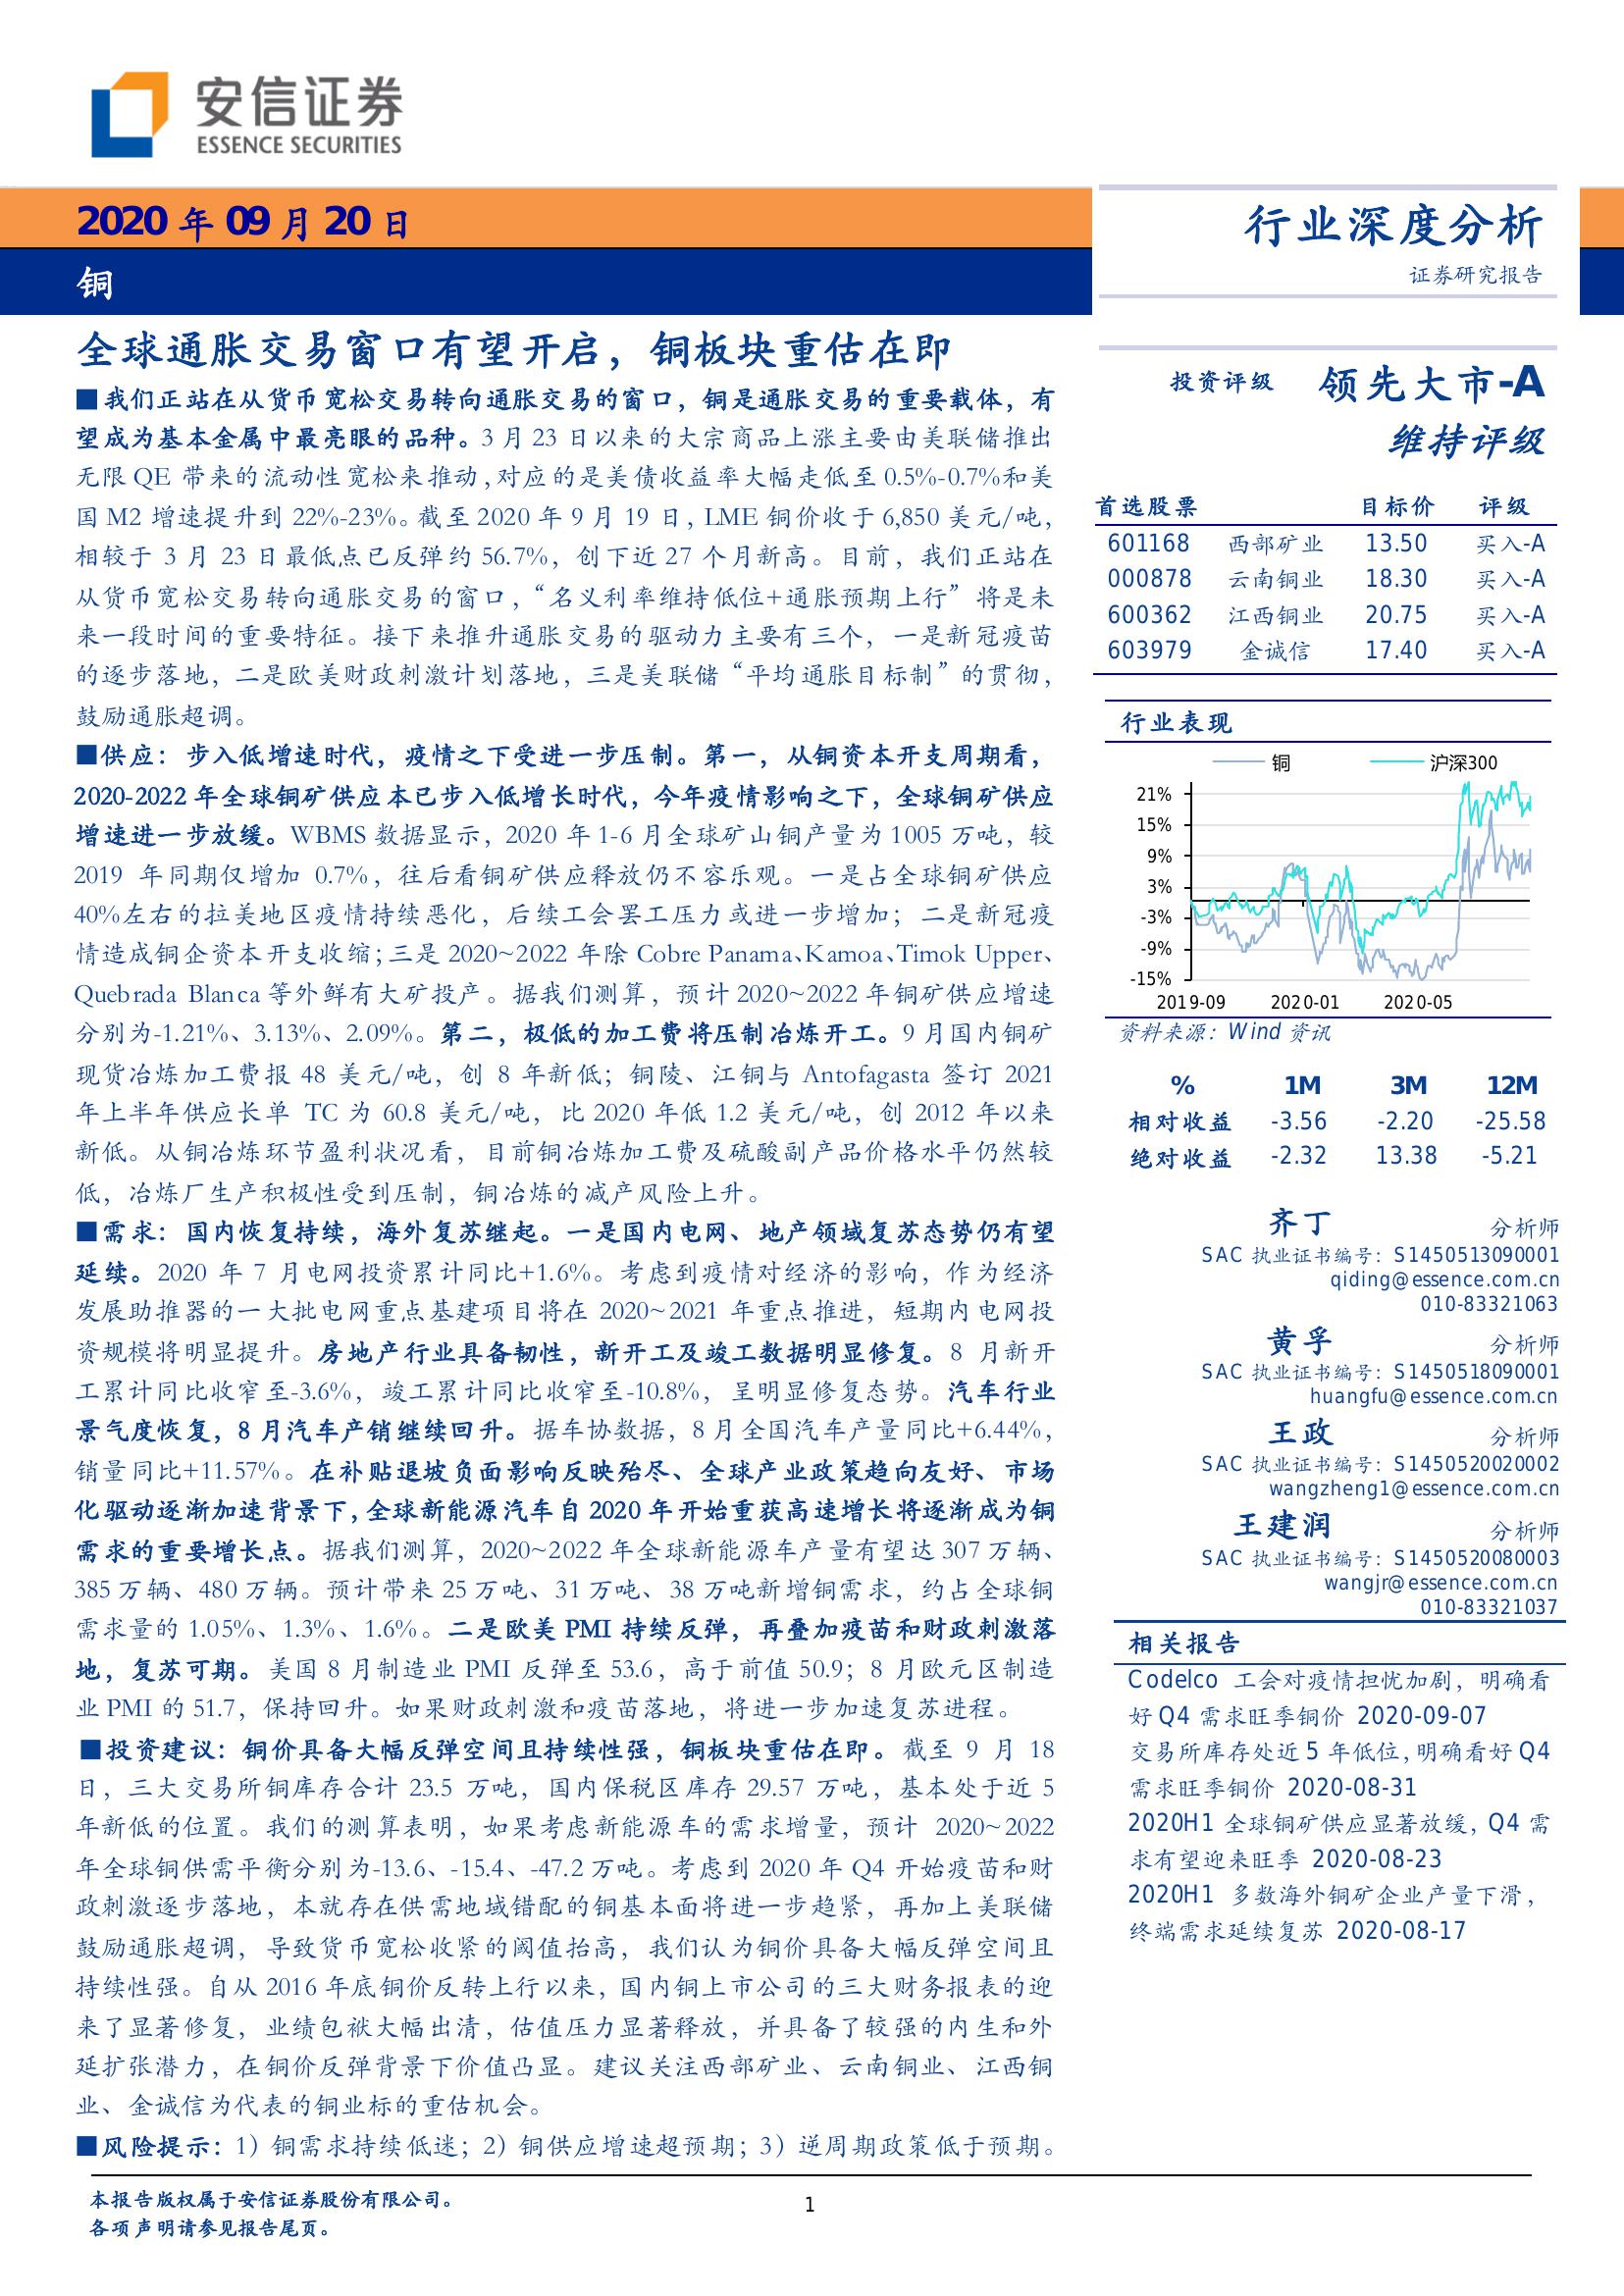 安信证券
ESSENCE SECURITIES
2020 年 09 月 20 日
铜
行业深度分析
证券研究报告
全球通胀交易窗口有望开启，铜板块重估在即
■我们正站在从货币宽松交易转向通胀交易的窗口，铜是通胀交易的重要载体，有
望成为基本金属中最亮眼的品种。3 月 23 日以来的大宗商品上涨主要由美联储推出
无限 QE 带来的流动性宽松来推动，对应的是美债收益率大幅走低至 0.5%-0.7%和美
国 M2 增速提升到 22%-23%。截至 2020 年 9 月 19 日，LME 铜价收于 6,850 美元/吨，
相较于 3 月 23 日最低点已反弹约 56.7%，创下近 27 个月新高。目前，我们正站在
从货币宽松交易转向通胀交易的窗口，“名义利率维持低位+通胀预期上行”将是未
来一段时间的重要特征。接下来推升通胀交易的驱动力主要有三个，一是新冠疫苗
的逐步落地，二是欧美财政刺激计划落地，三是美联储“平均通胀目标制”的贯彻，
鼓励通胀超调。
■供应：步入低增速时代，疫情之下受进一步压制。第一，从铜资本开支周期看，
2020-2022 年全球铜矿供应本已步入低增长时代，今年疫情影响之下，全球铜矿供应
增速进一步放缓。WBMS 数据显示，2020 年 1-6 月全球矿山铜产量为 1005 万吨，较
2019 年同期仅增加 0.7%，往后看铜矿供应释放仍不容乐观。一是占全球铜矿供应
40%左右的拉美地区疫情持续恶化，后续工会罢工压力或进一步增加；二是新冠疫
情造成铜企资本开支收缩；三是 2020~2022 年除 Cobre Panama、Kamoa、Timok Upper、
Quebrada Blanca 等外鲜有大矿投产。据我们测算，预计 2020~2022 年铜矿供应增速
分别为-1.21%、3.13%、2.09%。第二，极低的加工费将压制冶炼开工。9 月国内铜矿
现货冶炼加工费报 48 美元/吨，创 8 年新低；铜陵、江铜与 Antofagasta 签订 2021
年上半年供应长单 TC 为 60.8 美元/吨，比 2020 年低 1.2 美元/吨，创 2012 年以来
新低。从铜冶炼环节盈利状况看，目前铜冶炼加工费及硫酸副产品价格水平仍然较
低，冶炼厂生产积极性受到压制，铜冶炼的减产风险上升。
■需求：国内恢复持续，海外复苏继起。一是国内电网、地产领域复苏态势仍有望
延续。2020 年 7 月电网投资累计同比+1.6%。考虑到疫情对经济的影响，作为经济
发展助推器的一大批电网重点基建项目将在 2020~2021 年重点推进，短期内电网投
资规模将明显提升。房地产行业具备韧性，新开工及竣工数据明显修复。8 月新开
工累计同比收窄至-3.6%，竣工累计同比收窄至-10.8%，呈明显修复态势。汽车行业
景气度恢复，8 月汽车产销继续回升。据车协数据，8 月全国汽车产量同比+6.44%，
销量同比+11.57%。在补贴退坡负面影响反映殆尽、全球产业政策趋向友好、市场
化驱动逐渐加速背景下，全球新能源汽车自 2020 年开始重获高速增长将逐渐成为铜
需求的重要增长点。据我们测算，2020~2022 年全球新能源车产量有望达 307 万辆、
385 万辆、480 万辆。预计带来 25 万吨、31 万吨、38 万吨新增铜需求，约占全球铜
需求量的 1.05%、1.3%、1.6%。二是欧美 PMI 持续反弹，再叠加疫苗和财政刺激落
地，复苏可期。美国 8 月制造业 PMI 反弹至 53.6，高于前值 50.9；8 月欧元区制造
业 PMI 的 51.7，保持回升。如果财政刺激和疫苗落地，将进一步加速复苏进程。
■投资建议：铜价具备大幅反弹空间且持续性强，铜板块重估在即。截至 9 月 18
日，三大交易所铜库存合计 23.5 万吨，国内保税区库存 29.57 万吨，基本处于近 5
年新低的位置。我们的测算表明，如果考虑新能源车的需求增量，预计 2020~2022
年全球铜供需平衡分别为-13.6、-15.4、-47.2 万吨。考虑到 2020 年 Q4 开始疫苗和财
政刺激逐步落地，本就存在供需地域错配的铜基本面将进一步趋紧，再加上美联储
鼓励通胀超调，导致货币宽松收紧的阈值抬高，我们认为铜价具备大幅反弹空间且
持续性强。自从 2016 年底铜价反转上行以来，国内铜上市公司的三大财务报表的迎
来了显著修复，业绩包袱大幅出清，估值压力显著释放，并具备了较强的内生和外
延扩张潜力，在铜价反弹背景下价值凸显。建议关注西部矿业、云南铜业、江西铜
业、金诚信为代表的铜业标的重估机会。
■风险提示：1）铜需求持续低迷；2）铜供应增速超预期；3）逆周期政策低于预期。
投资评级 领先大市-A
维持评级
首选股票 目标价 评级
601168 西部矿业 13.50 买入-A
000878 云南铜业 18.30 买入-A
600362 江西铜业 20.75 买入-A
603979 金诚信 17.40 买入-A
行业表现
铜 沪深300
21%
15%
9%
3%
-3%
-9%
-15%
2019-09 2020-01 2020-05
资料来源：Wind 资讯
% 1M 3M 12M
相对收益 -3.56 -2.20 -25.58
绝对收益 -2.32 13.38 -5.21
齐丁 分析师
SAC 执业证书编号：S1450513090001
qiding@essence.com.cn
010-83321063
黄孚 分析师
SAC 执业证书编号：S1450518090001
huangfu@essence.com.cn
王政 分析师
SAC 执业证书编号：S1450520020002
wangzheng1@essence.com.cn
王建润 分析师
SAC 执业证书编号：S1450520080003
wangjr@essence.com.cn
010-83321037
相关报告
Codelco 工会对疫情担忧加剧，明确看
好 Q4 需求旺季铜价 2020-09-07
交易所库存处近 5 年低位，明确看好 Q4
需求旺季铜价 2020-08-31
2020H1 全球铜矿供应显著放缓，Q4 需
求有望迎来旺季 2020-08-23
2020H1 多数海外铜矿企业产量下滑，
终端需求延续复苏 2020-08-17
本报告版权属于安信证券股份有限公司。
各项声明请参见报告尾页。
1